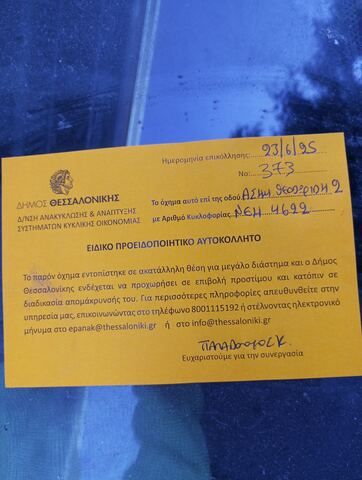 ΔΗΜΟΣ ΘΕΣΣΑΛΟΝΙΚΗΣ
Δ/ΝΣΗ ΑΝΑΚΥΚΛΩΣΗΣ & ΑΝΑΠΤΥΞΗΣ
ΣΥΣΤΗΜΑΤΩΝ ΚΥΚΛΙΚΗΣ ΟΙΚΟΝΟΜΙΑΣ
Ημερομηνία επικόλλησης: 23/6/25
Νο: 373
Το όχημα αυτό επί της οδού 2
με Αριθμό Κυκλοφορίας ΝΕΗ 4692
ΕΙΔΙΚΟ ΠΡΟΕΙΔΟΠΟΙΗΤΙΚΟ ΑΥΤΟΚΟΛΛΗΤΟ
Το παρόν όχημα εντοπίστηκε σε ακατάλληλη θέση για μεγάλο διάστημα και ο Δήμος
Θεσσαλονίκης ενδέχεται να προχωρήσει σε επιβολή προστίμου και κατόπιν σε
διαδικασία απομάκρυνσής του. Για περισσότερες πληροφορίες απευθυνθείτε στην
υπηρεσία μας, επικοινωνώντας στο τηλέφωνο 8001115192 ή στέλνοντας ηλεκτρονικό
μήνυμα στο epanak@thessaloniki.gr ή στο info@thessaloniki.gr
Ευχαριστούμε για την συνεργασία